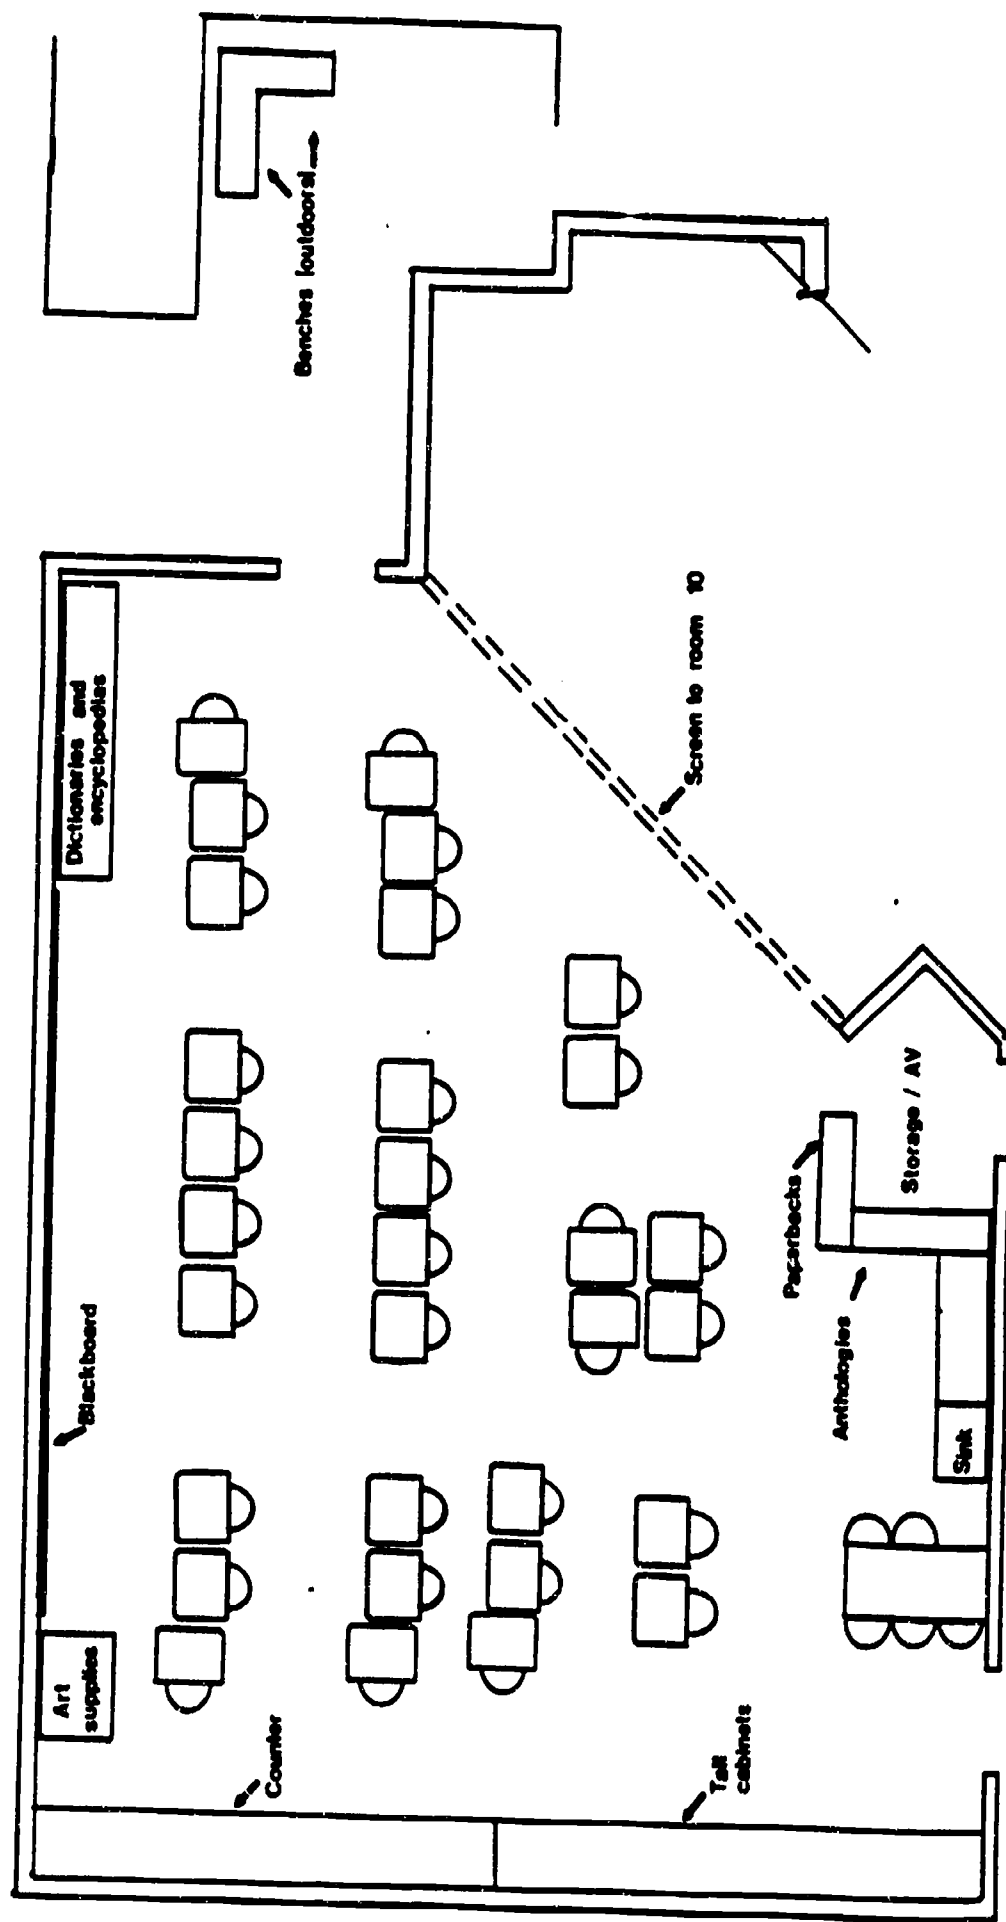 Benches (outdoors)
Dictionaries and
encyclopedias
Screen to room 10
Blackboard
Storage / AV
Paperbacks
Anthologies
Sink
Art
supplies
Counter
Tall
cabinets